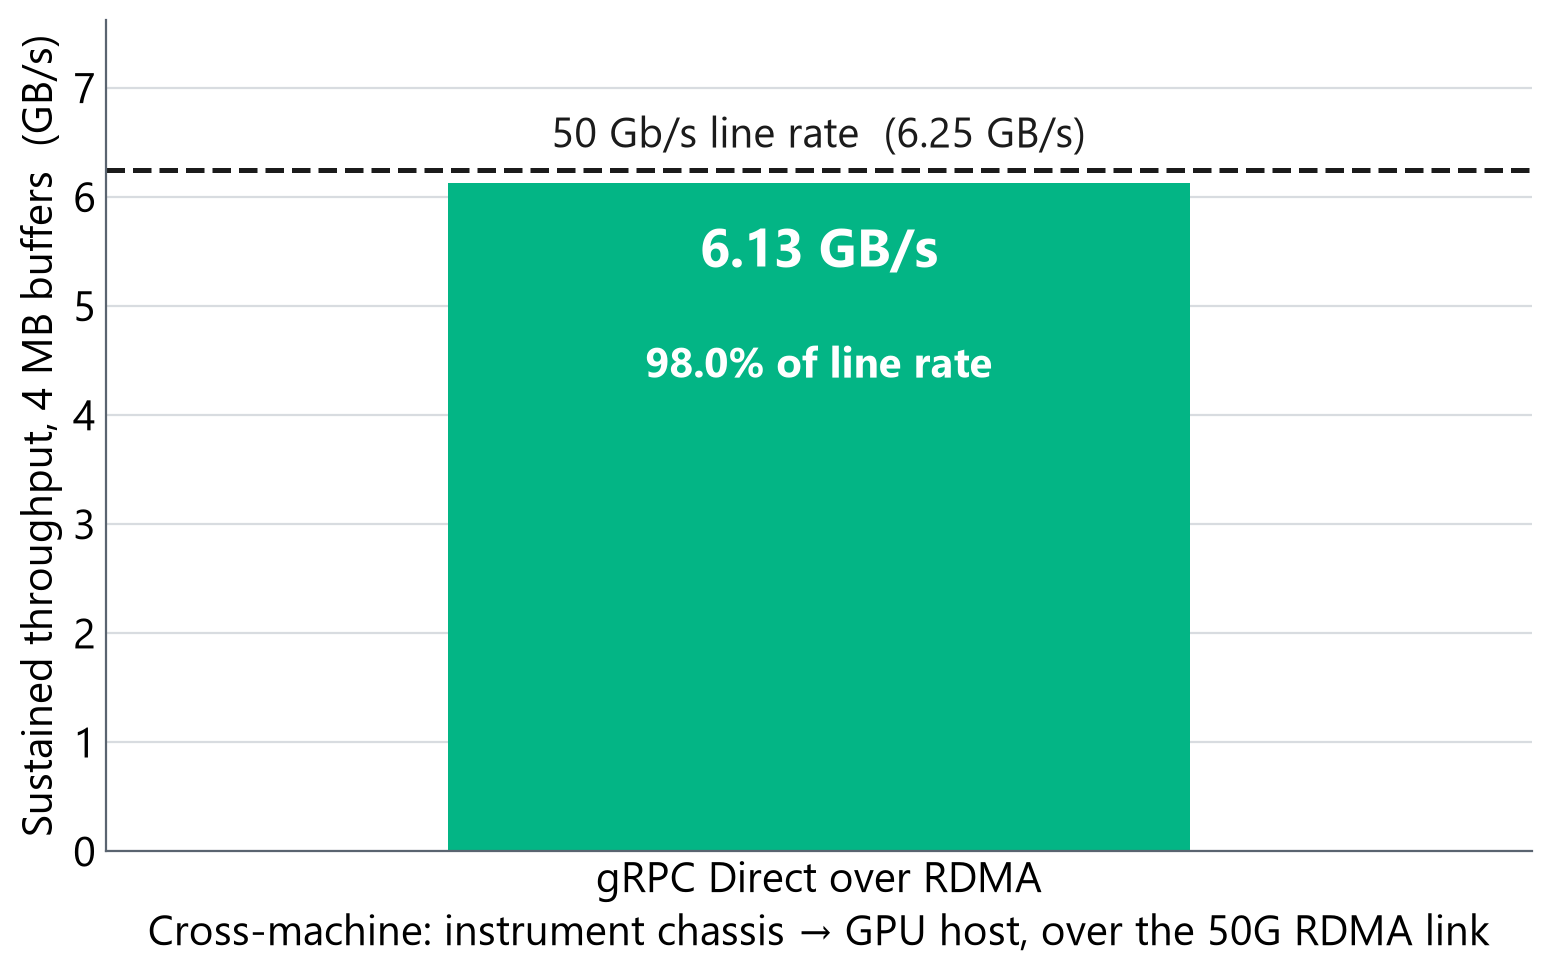 Sustained throughput, 4 MB buffers (GB/s)
7
6
5
4
3
2
1
0
50 Gb/s line rate (6.25 GB/s)
6.13 GB/s
98.0% of line rate
gRPC Direct over RDMA
Cross-machine: instrument chassis → GPU host, over the 50G RDMA link